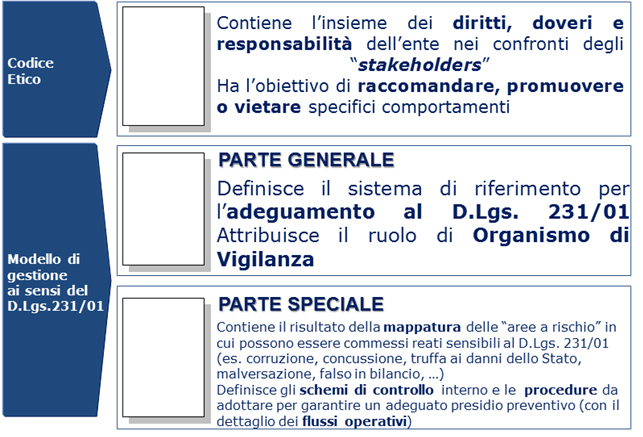 Codice
Etico
Contiene l'insieme dei diritti, doveri e
responsabilità dell'ente nei confronti degli
"stakeholders"
Ha l'obiettivo di raccomandare, promuovere
o vietare specifici comportamenti
Modello di
gestione
ai sensi del
D.Lgs.231/01
PARTE GENERALE
Definisce il sistema di riferimento per
l'adeguamento al D.Lgs. 231/01
Attribuisce il ruolo di Organismo di
Vigilanza
PARTE SPECIALE
Contiene il risultato della mappatura delle "aree a rischio" in
cui possono essere commessi reati sensibili al D.Lgs. 231/01
(es. corruzione, concussione, truffa ai danni dello Stato,
malversazione, falso in bilancio, …)
Definisce gli schemi di controllo interno e le procedure da
adottare per garantire un adeguato presidio preventivo (con il
dettaglio dei flussi operativi)